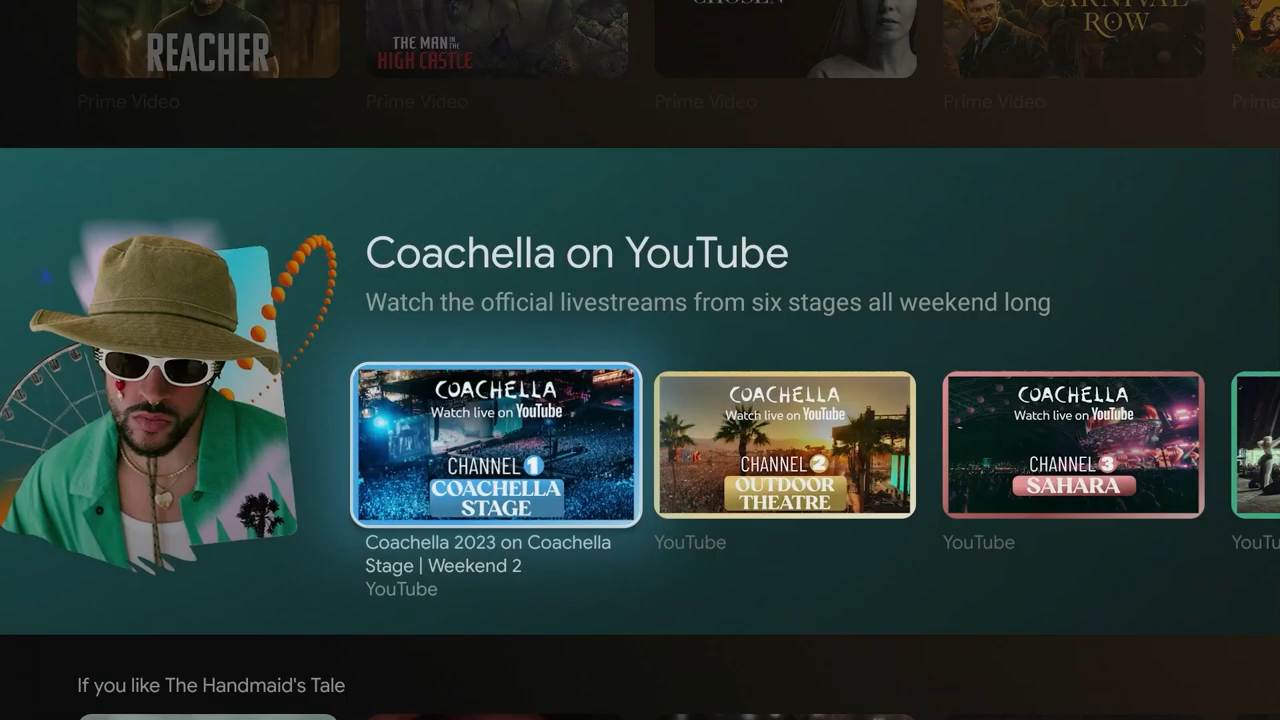 REACHER
THE MAN IN THE
HIGH CASTLE
CHOSEN
CARNIVAL
ROW
Prime Video
Prime Video
Prime Video
Prime Video
Prime
Coachella on YouTube
Watch the official livestreams from six stages all weekend long
COACHELLA
Watch live on YouTube
CHANNEL 1
COACHELLA
STAGE
COACHELLA
Watch live on YouTube
CHANNEL 2
OUTDOOR
THEATRE
COACHELLA
Watch live on YouTube
CHANNEL 3
SAHARA
Coachella 2023 on Coachella
Stage | Weekend 2
YouTube
YouTube
YouTube
YouTu
If you like The Handmaid's Tale